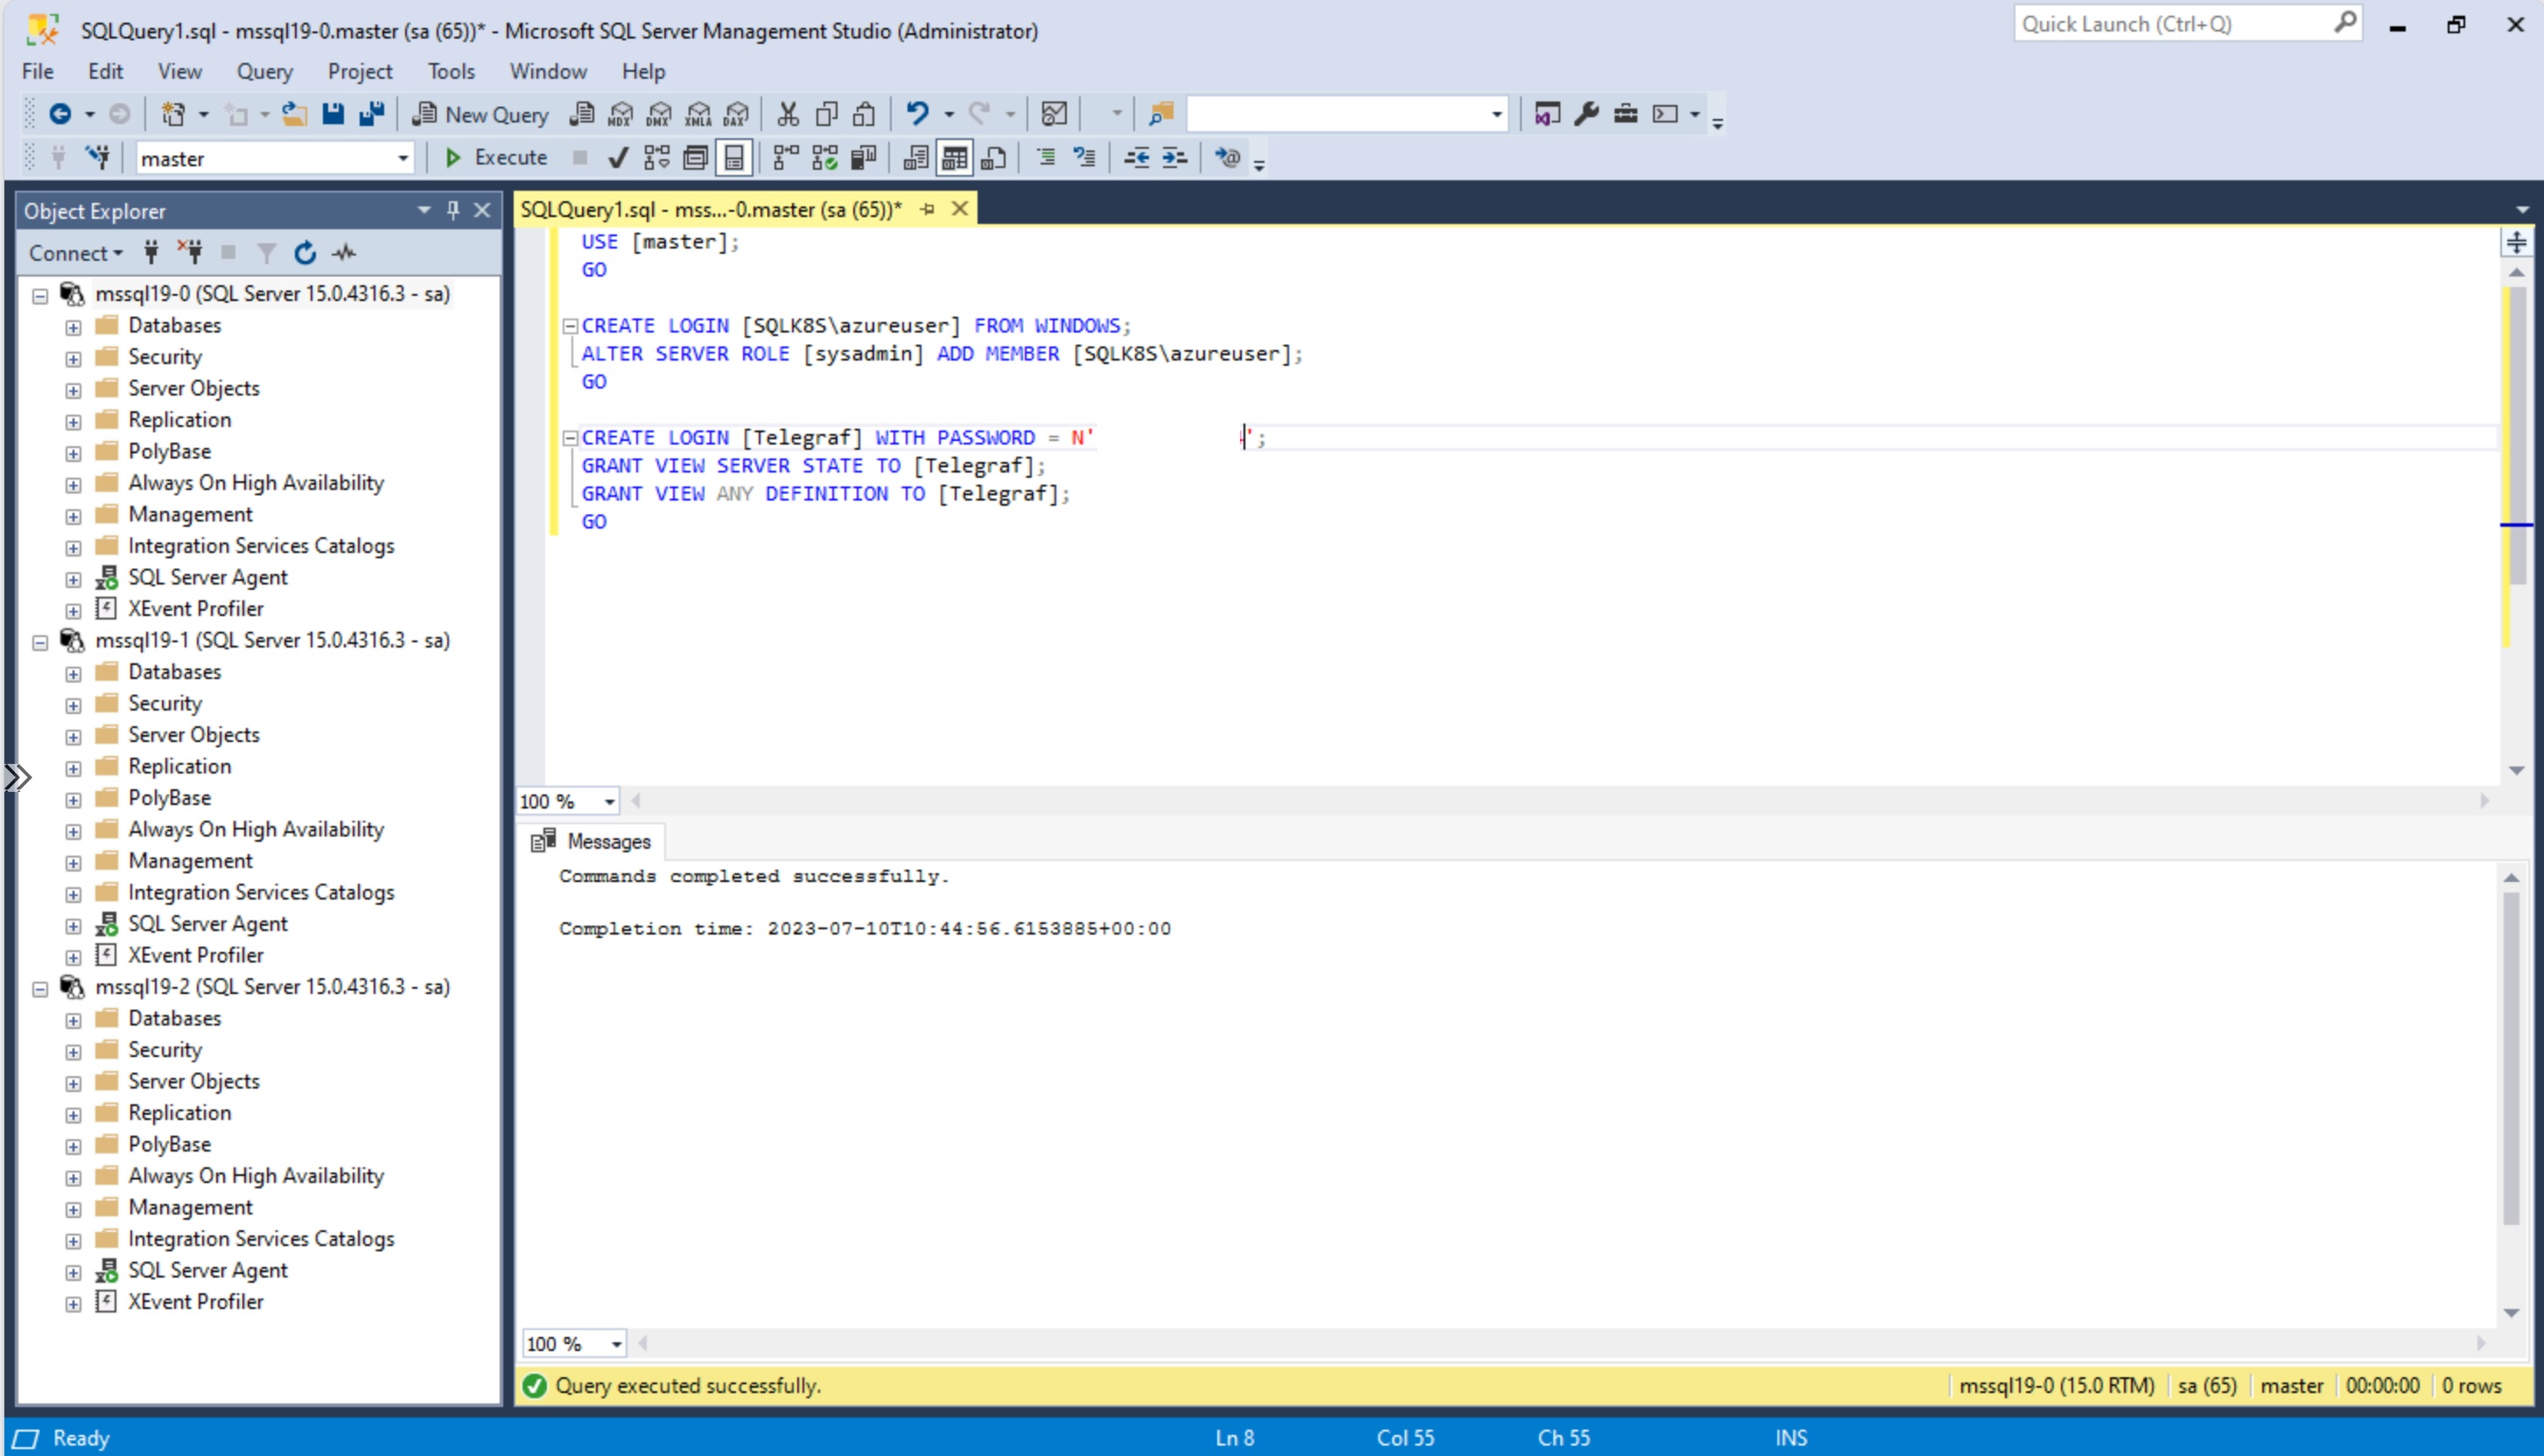 SQLQuery1.sql - mssql19-0.master (sa (65))* - Microsoft SQL Server Management Studio (Administrator)
Quick Launch (Ctrl+Q)
File Edit View Query Project Tools Window Help
New Query MDX DMX XMLA DAX
master Execute
Object Explorer
Connect
mssql19-0 (SQL Server 15.0.4316.3 - sa)
Databases
Security
Server Objects
Replication
PolyBase
Always On High Availability
Management
Integration Services Catalogs
SQL Server Agent
XEvent Profiler
mssql19-1 (SQL Server 15.0.4316.3 - sa)
Databases
Security
Server Objects
Replication
PolyBase
Always On High Availability
Management
Integration Services Catalogs
SQL Server Agent
XEvent Profiler
mssql19-2 (SQL Server 15.0.4316.3 - sa)
Databases
Security
Server Objects
Replication
PolyBase
Always On High Availability
Management
Integration Services Catalogs
SQL Server Agent
XEvent Profiler
SQLQuery1.sql - mss...-0.master (sa (65))*
USE [master];
GO
CREATE LOGIN [SQLK8S\azureuser] FROM WINDOWS;
ALTER SERVER ROLE [sysadmin] ADD MEMBER [SQLK8S\azureuser];
GO
CREATE LOGIN [Telegraf] WITH PASSWORD = N' ';
GRANT VIEW SERVER STATE TO [Telegraf];
GRANT VIEW ANY DEFINITION TO [Telegraf];
GO
100 %
Messages
Commands completed successfully.
Completion time: 2023-07-10T10:44:56.6153885+00:00
100 %
Query executed successfully. mssql19-0 (15.0 RTM) sa (65) master 00:00:00 0 rows
Ready Ln 8 Col 55 Ch 55 INS